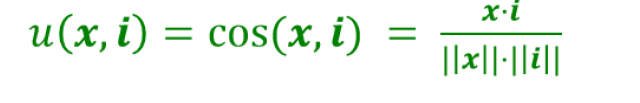 u(x, i) = cos(x, i) = x·i / ||x||·||i||